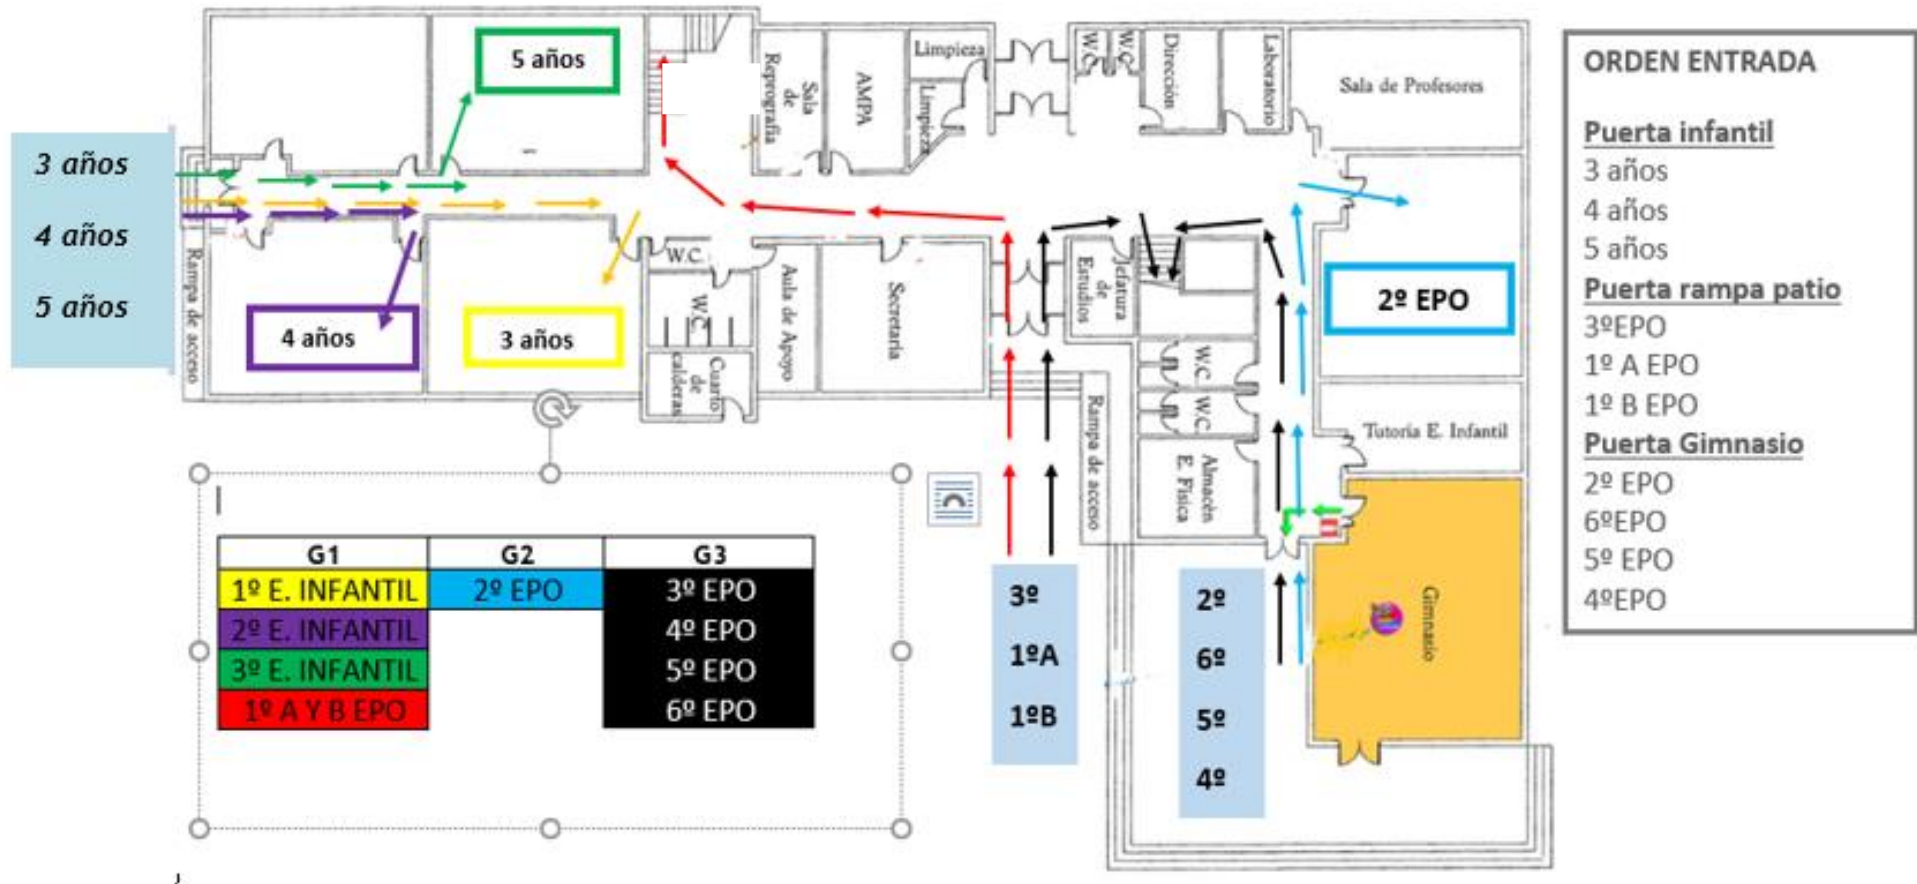 5 años
Sala
de
Reprografía
AMPA
Limpieza
Limpieza
W.C.
W.C.
Dirección
Laboratorio
Sala de Profesores
3 años
4 años
5 años
Rampa de acceso
4 años
3 años
W.C.
W.C.
Cuarto
de
calderas
Aula de Apoyo
Secretaría
Jefatura
de
Estudios
W.C.
W.C.
Almacén
E. Física
Rampa de acceso
2º EPO
Tutoría E. Infantil
Gimnasio
G1 G2 G3
1º E. INFANTIL 2º EPO 3º EPO
2º E. INFANTIL 4º EPO
3º E. INFANTIL 5º EPO
1º A Y B EPO 6º EPO
3º
1ºA
1ºB
2º
6º
5º
4º
ORDEN ENTRADA
Puerta infantil
3 años
4 años
5 años
Puerta rampa patio
3ºEPO
1º A EPO
1º B EPO
Puerta Gimnasio
2º EPO
6ºEPO
5º EPO
4ºEPO